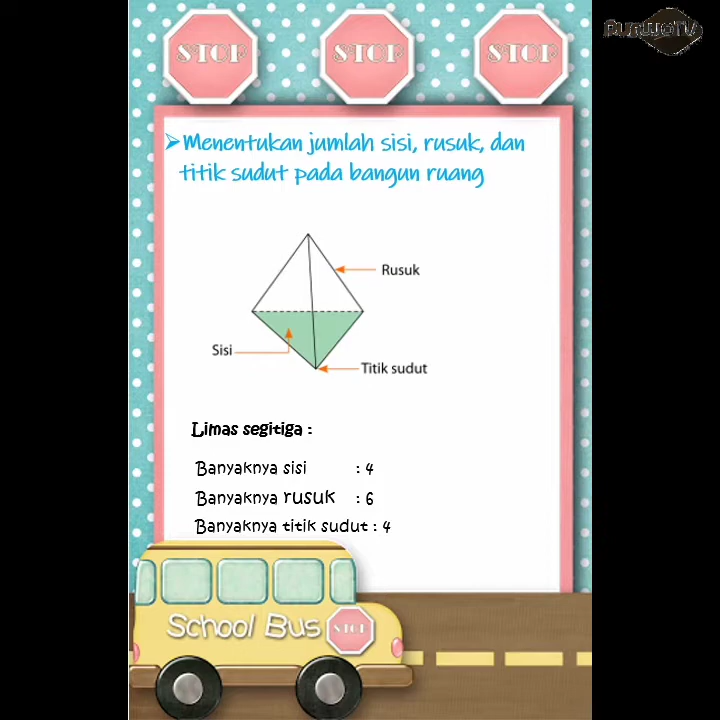 STOP STOP STOP
PurwoTV
➢Menentukan jumlah sisi, rusuk, dan
titik sudut pada bangun ruang
Rusuk
Sisi
Titik sudut
Limas segitiga :
Banyaknya sisi : 4
Banyaknya rusuk : 6
Banyaknya titik sudut : 4
School Bus STOP